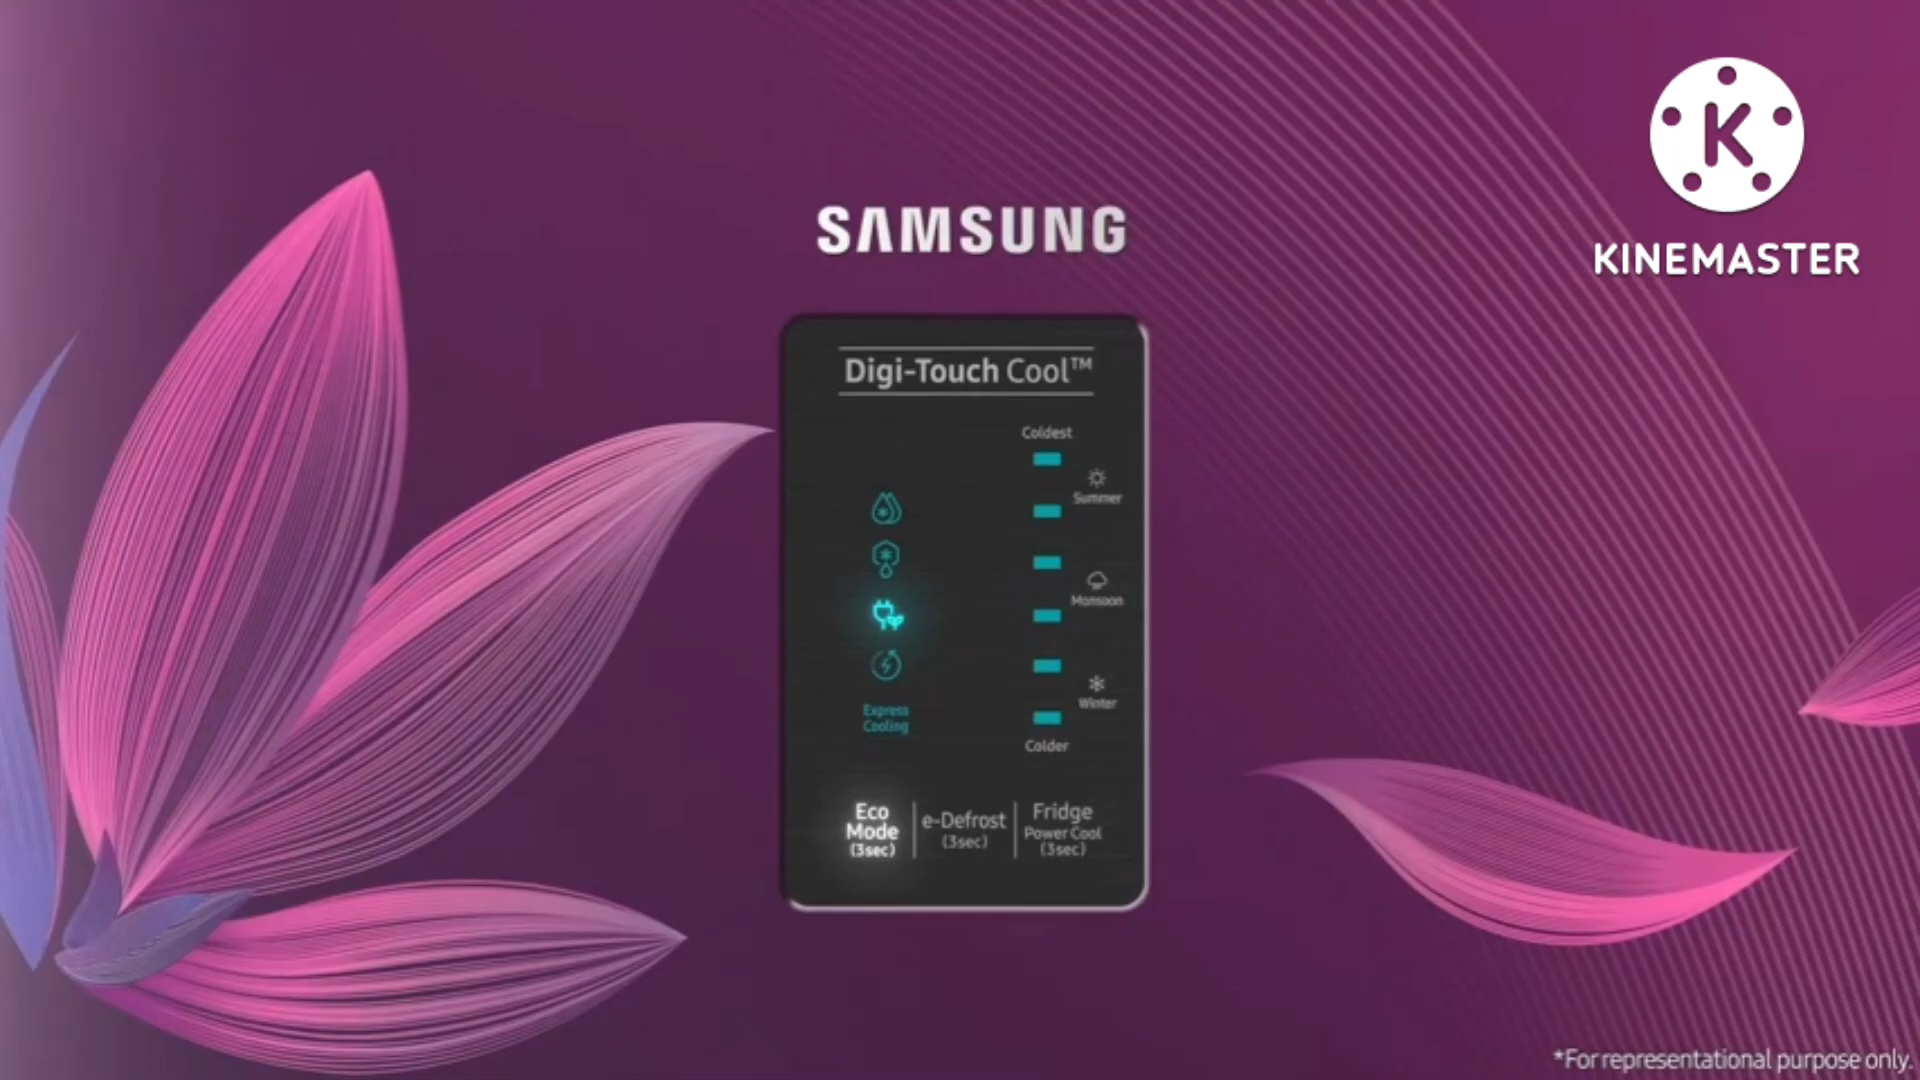 SAMSUNG
K
KINEMASTER
Digi-Touch Cool™
Coldest
Summer
Monsoon
Winter
Express
Cooling
Colder
Eco
Mode
(3sec)
e-Defrost
(3sec)
Fridge
Power Cool
(3sec)
*For representational purpose only.